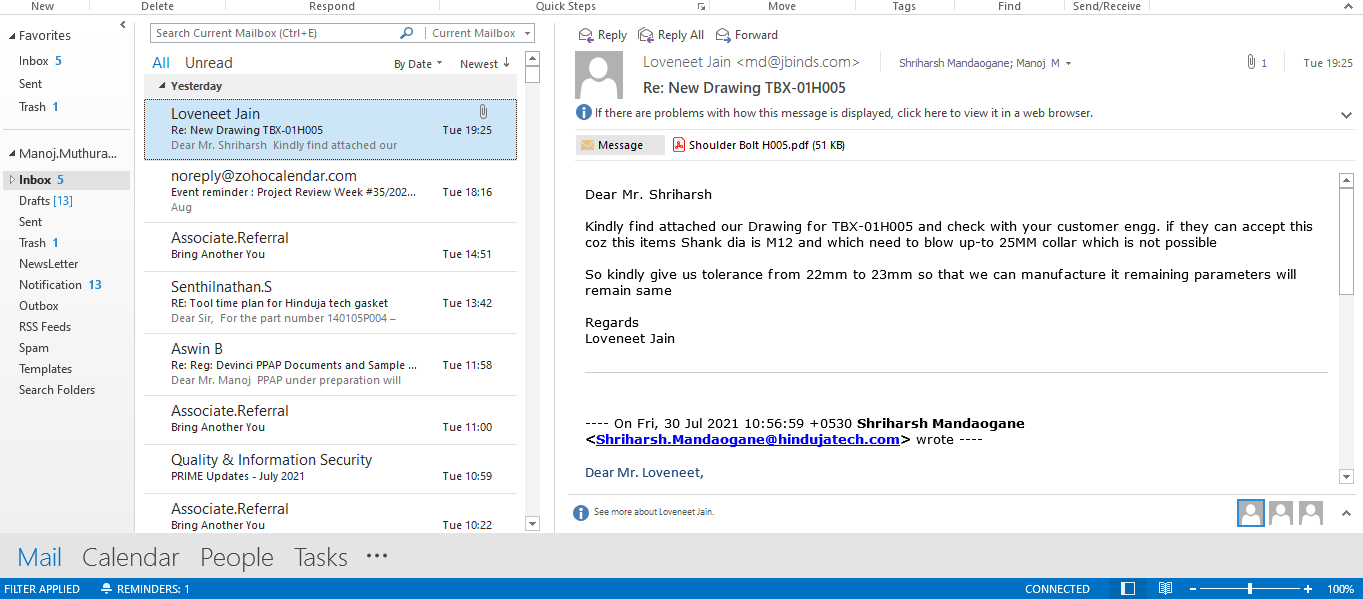 New Delete Respond Quick Steps Move Tags Find Send/Receive
Favorites
Inbox 5
Sent
Trash 1
Manoj.Muthura...
Inbox 5
Drafts [13]
Sent
Trash 1
NewsLetter
Notification 13
Outbox
RSS Feeds
Spam
Templates
Search Folders
Search Current Mailbox (Ctrl+E) Current Mailbox
All Unread By Date Newest
Yesterday
Loveneet Jain
Re: New Drawing TBX-01H005 Tue 19:25
Dear Mr. Shriharsh Kindly find attached our
noreply@zohocalendar.com
Event reminder : Project Review Week #35/202... Tue 18:16
Aug
Associate.Referral
Bring Another You Tue 14:51
Senthilnathan.S
RE: Tool time plan for Hinduja tech gasket Tue 13:42
Dear Sir, For the part number 140105P004 –
Aswin B
Re: Reg: Devinci PPAP Documents and Sample ... Tue 11:58
Dear Mr. Manoj PPAP under preparation will
Associate.Referral
Bring Another You Tue 11:00
Quality & Information Security
PRIME Updates - July 2021 Tue 10:59
Associate.Referral
Bring Another You Tue 10:22
Reply Reply All Forward
Loveneet Jain <md@jbinds.com> Shriharsh Mandaogane; Manoj M 1 Tue 19:25
Re: New Drawing TBX-01H005
If there are problems with how this message is displayed, click here to view it in a web browser.
Message Shoulder Bolt H005.pdf (51 KB)
Dear Mr. Shriharsh
Kindly find attached our Drawing for TBX-01H005 and check with your customer engg. if they can accept this
coz this items Shank dia is M12 and which need to blow up-to 25MM collar which is not possible
So kindly give us tolerance from 22mm to 23mm so that we can manufacture it remaining parameters will
remain same
Regards
Loveneet Jain
---- On Fri, 30 Jul 2021 10:56:59 +0530 Shriharsh Mandaogane
<Shriharsh.Mandaogane@hindujatech.com> wrote ----
Dear Mr. Loveneet,
See more about Loveneet Jain.
Mail Calendar People Tasks ···
FILTER APPLIED REMINDERS: 1 CONNECTED 100%